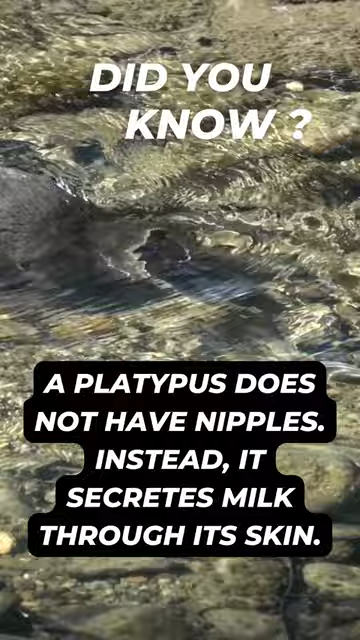 DID YOU
KNOW ?
A PLATYPUS DOES
NOT HAVE NIPPLES.
INSTEAD, IT
SECRETES MILK
THROUGH ITS SKIN.